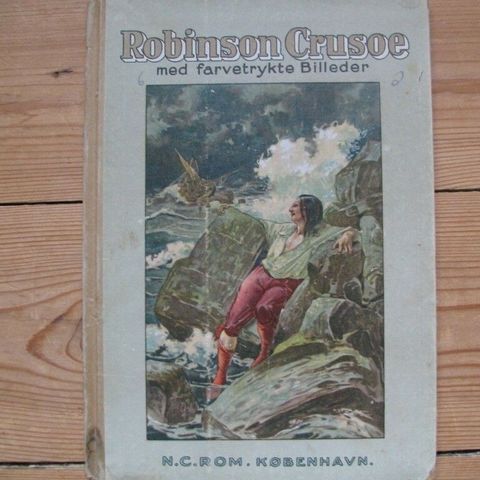 Robinson Crusoe
med farvetrykte Billeder
N.C. ROM. KØBENHAVN.